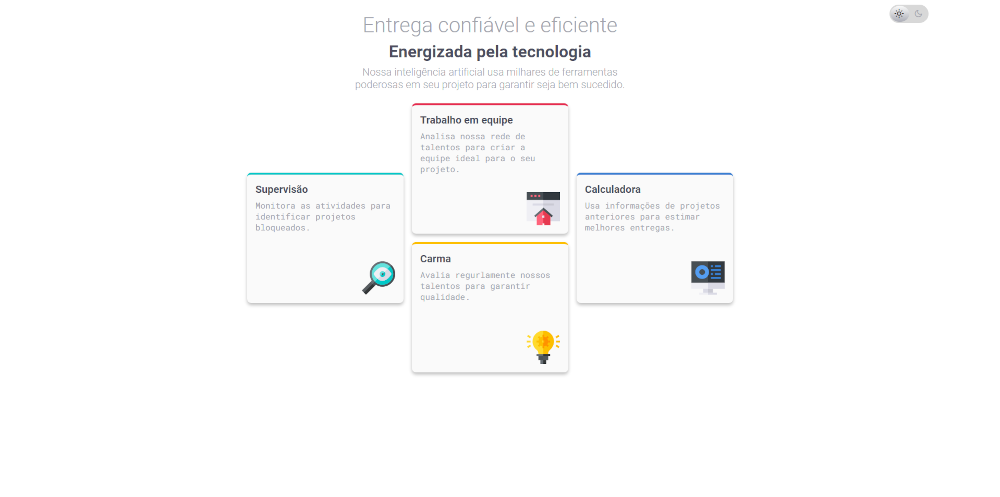 Entrega confiável e eficiente
Energizada pela tecnologia
Nossa inteligência artificial usa milhares de ferramentas
poderosas em seu projeto para garantir seja bem sucedido.
Supervisão
Monitora as atividades para
identificar projetos
bloqueados.
Trabalho em equipe
Analisa nossa rede de
talentos para criar a
equipe ideal para o seu
projeto.
Carma
Avalia regurlamente nossos
talentos para garantir
qualidade.
Calculadora
Usa informações de projetos
anteriores para estimar
melhores entregas.